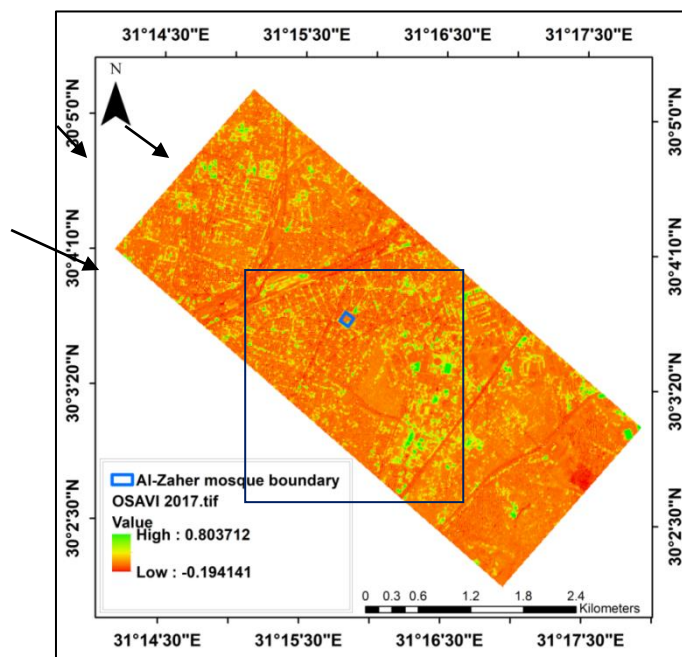 31°14'30"E 31°15'30"E 31°16'30"E 31°17'30"E
N
30°5'0"N
30°4'10"N
30°3'20"N
30°2'30"N
30°5'0"N
30°4'10"N
30°3'20"N
30°2'30"N
Al-Zaher mosque boundary
OSAVI 2017.tif
Value
High : 0.803712
Low : -0.194141
0 0.3 0.6 1.2 1.8 2.4
Kilometers
31°14'30"E 31°15'30"E 31°16'30"E 31°17'30"E